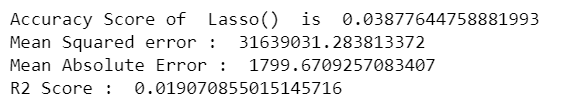 Accuracy Score of  Lasso()  is  0.03877644758881993
Mean Squared error :  31639031.283813372
Mean Absolute Error :  1799.6709257083407
R2 Score :  0.019070855015145716